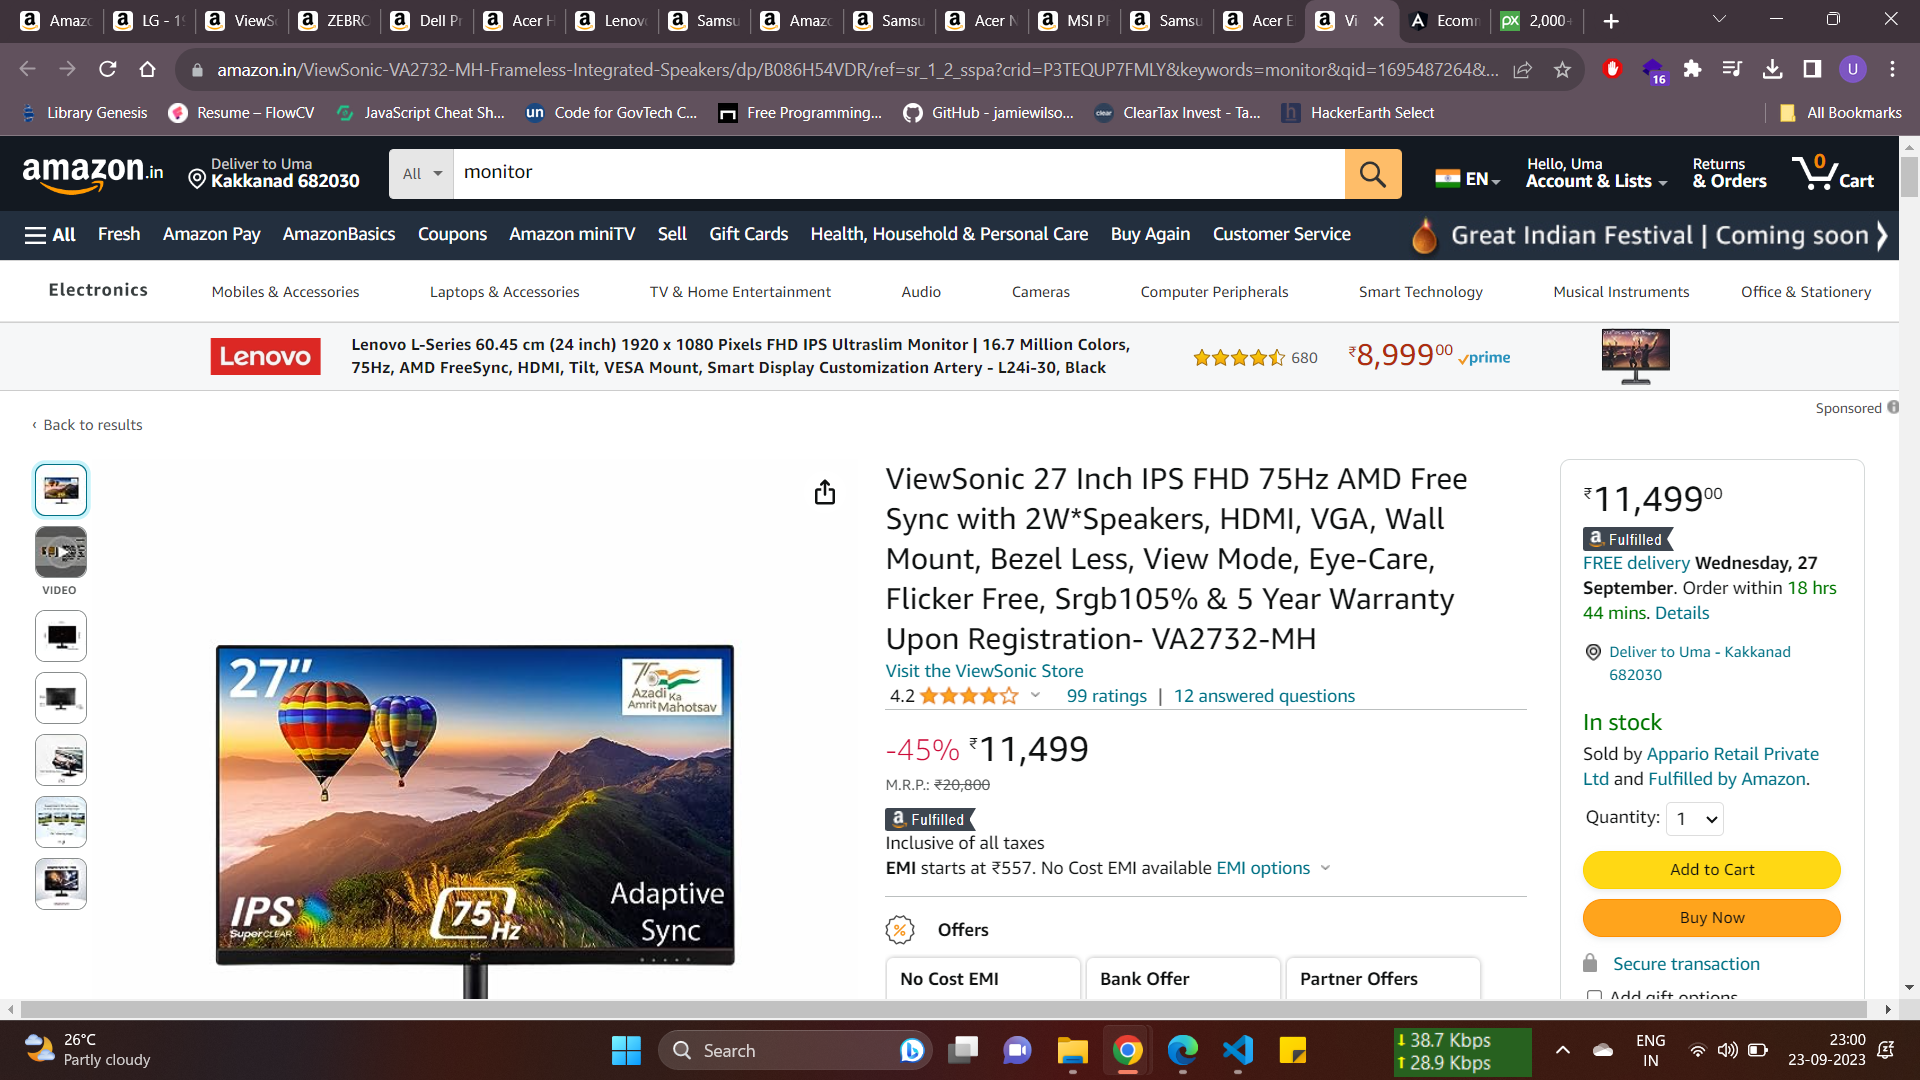 Amazo
LG - 19
ViewSo
ZEBRO
Dell Pr
Acer H
Lenovo
Samsu
Amazo
Samsu
Acer N
MSI PR
Samsu
Acer E
Vi
Ecomm
2,000+
amazon.in/ViewSonic-VA2732-MH-Frameless-Integrated-Speakers/dp/B086H54VDR/ref=sr_1_2_sspa?crid=P3TEQUP7FMLY&keywords=monitor&qid=1695487264&...
16
U
Library Genesis
Resume – FlowCV
JavaScript Cheat Sh...
un Code for GovTech C...
Free Programming...
GitHub - jamiewilso...
clear ClearTax Invest - Ta...
h HackerEarth Select
All Bookmarks
amazon.in
Deliver to Uma
Kakkanad 682030
All
monitor
EN
Hello, Uma
Account & Lists
Returns
& Orders
0
Cart
All
Fresh
Amazon Pay
AmazonBasics
Coupons
Amazon miniTV
Sell
Gift Cards
Health, Household & Personal Care
Buy Again
Customer Service
Great Indian Festival | Coming soon
Electronics
Mobiles & Accessories
Laptops & Accessories
TV & Home Entertainment
Audio
Cameras
Computer Peripherals
Smart Technology
Musical Instruments
Office & Stationery
Lenovo
Lenovo L-Series 60.45 cm (24 inch) 1920 x 1080 Pixels FHD IPS Ultraslim Monitor | 16.7 Million Colors,
75Hz, AMD FreeSync, HDMI, Tilt, VESA Mount, Smart Display Customization Artery - L24i-30, Black
680
₹8,99900 prime
Sponsored
‹ Back to results
VIDEO
27"
75
Azadi Ka
Amrit Mahotsav
IPS
SuperCLEAR
75 Hz
Adaptive
Sync
ViewSonic 27 Inch IPS FHD 75Hz AMD Free
Sync with 2W*Speakers, HDMI, VGA, Wall
Mount, Bezel Less, View Mode, Eye-Care,
Flicker Free, Srgb105% & 5 Year Warranty
Upon Registration- VA2732-MH
Visit the ViewSonic Store
4.2
99 ratings | 12 answered questions
-45% ₹11,499
M.R.P.: ₹20,800
a Fulfilled
Inclusive of all taxes
EMI starts at ₹557. No Cost EMI available EMI options
Offers
No Cost EMI
Bank Offer
Partner Offers
₹11,49900
a Fulfilled
FREE delivery Wednesday, 27
September. Order within 18 hrs
44 mins. Details
Deliver to Uma - Kakkanad
682030
In stock
Sold by Appario Retail Private
Ltd and Fulfilled by Amazon.
Quantity: 1
Add to Cart
Buy Now
Secure transaction
Add gift options
26°C
Partly cloudy
Search
38.7 Kbps
28.9 Kbps
ENG
IN
23:00
23-09-2023